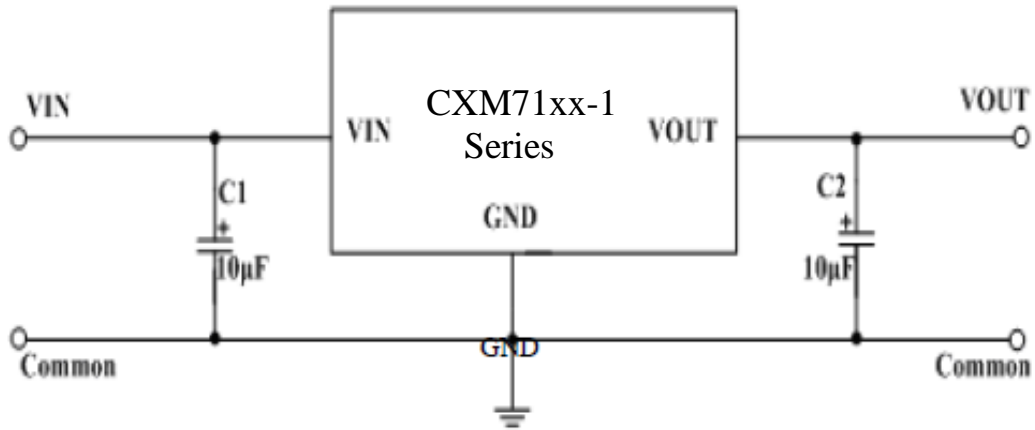 CXM71xx-1
Series
VIN
VIN
VOUT
VOUT
C1
+
10μF
GND
C2
+
10μF
GND
Common
Common